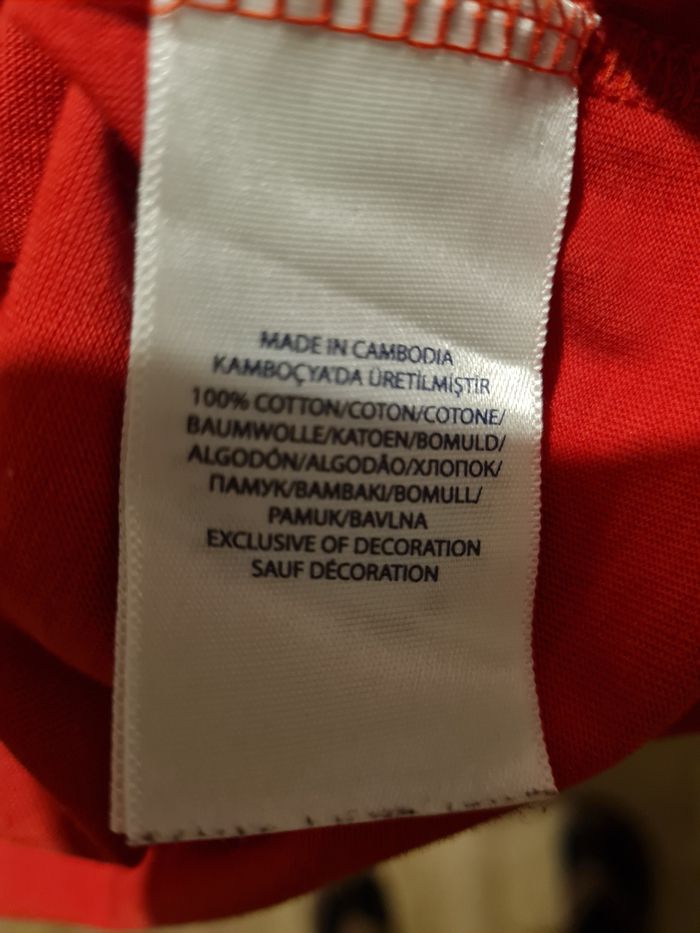 MADE IN CAMBODIA
KAMBOÇYA'DA ÜRETİLMİŞTİR
100% COTTON/COTON/COTONE/
BAUMWOLLE/KATOEN/BOMULD/
ALGODÓN/ALGODÃO/ХЛОПОК/
ПАМУК/BAMBAKI/BOMULL/
PAMUK/BAVLNA
EXCLUSIVE OF DECORATION
SAUF DÉCORATION